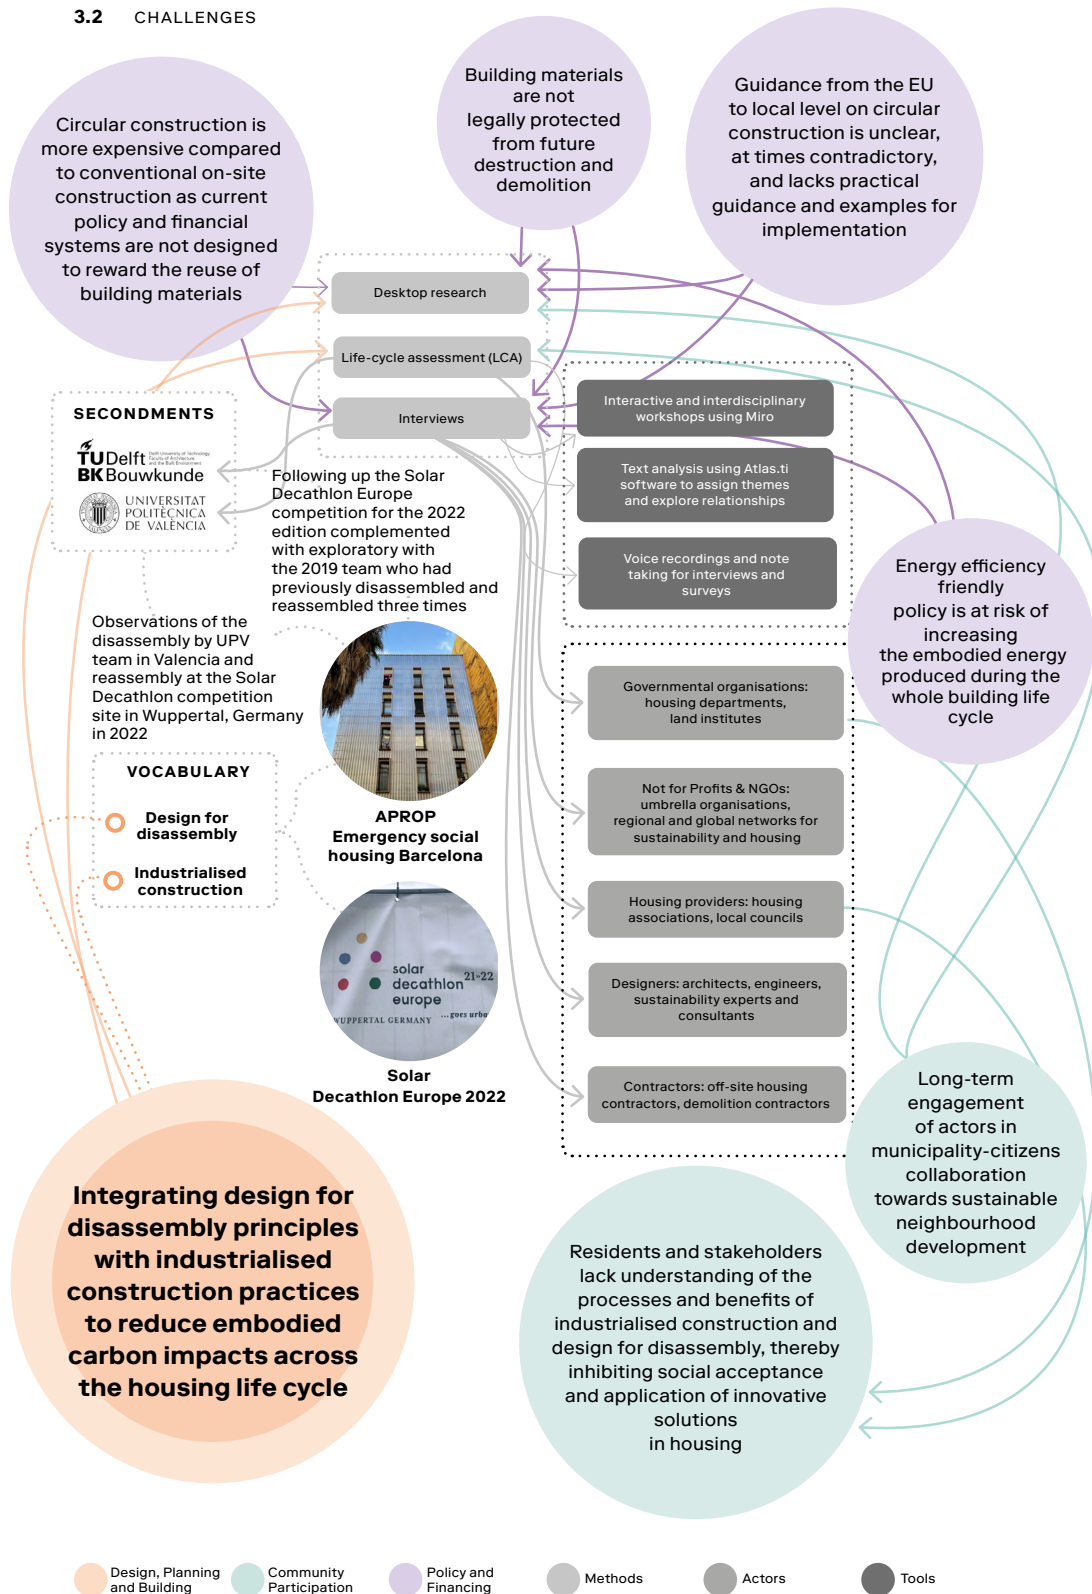 3.2 CHALLENGES
Circular construction is
more expensive compared
to conventional on-site
construction as current
policy and financial
systems are not designed
to reward the reuse of
building materials
Building materials
are not
legally protected
from future
destruction and
demolition
Guidance from the EU
to local level on circular
construction is unclear,
at times contradictory,
and lacks practical
guidance and examples for
implementation
Desktop research
Life-cycle assessment (LCA)
Interviews
SECONDMENTS
TU Delft
Delft University of Technology
Faculty of Architecture
and the Built Environment
BK Bouwkunde
UNIVERSITAT
POLITÈCNICA
DE VALÈNCIA
Following up the Solar
Decathlon Europe
competition for the 2022
edition complemented
with exploratory with
the 2019 team who had
previously disassembled and
reassembled three times
Interactive and interdisciplinary
workshops using Miro
Text analysis using Atlas.ti
software to assign themes
and explore relationships
Voice recordings and note
taking for interviews and
surveys
Energy efficiency
friendly
policy is at risk of
increasing
the embodied energy
produced during the
whole building life
cycle
Observations of the
disassembly by UPV
team in Valencia and
reassembly at the Solar
Decathlon competition
site in Wuppertal, Germany
in 2022
VOCABULARY
Design for
disassembly
Industrialised
construction
APROP
Emergency social
housing Barcelona
solar
decathlon
europe
21-22
...goes urba
WUPPERTAL GERMANY
Solar
Decathlon Europe 2022
Governmental organisations:
housing departments,
land institutes
Not for Profits & NGOs:
umbrella organisations,
regional and global networks for
sustainability and housing
Housing providers: housing
associations, local councils
Designers: architects, engineers,
sustainability experts and
consultants
Contractors: off-site housing
contractors, demolition contractors
Long-term
engagement
of actors in
municipality-citizens
collaboration
towards sustainable
neighbourhood
development
Integrating design for
disassembly principles
with industrialised
construction practices
to reduce embodied
carbon impacts across
the housing life cycle
Residents and stakeholders
lack understanding of the
processes and benefits of
industrialised construction and
design for disassembly, thereby
inhibiting social acceptance
and application of innovative
solutions
in housing
Design, Planning
and Building
Community
Participation
Policy and
Financing
Methods
Actors
Tools